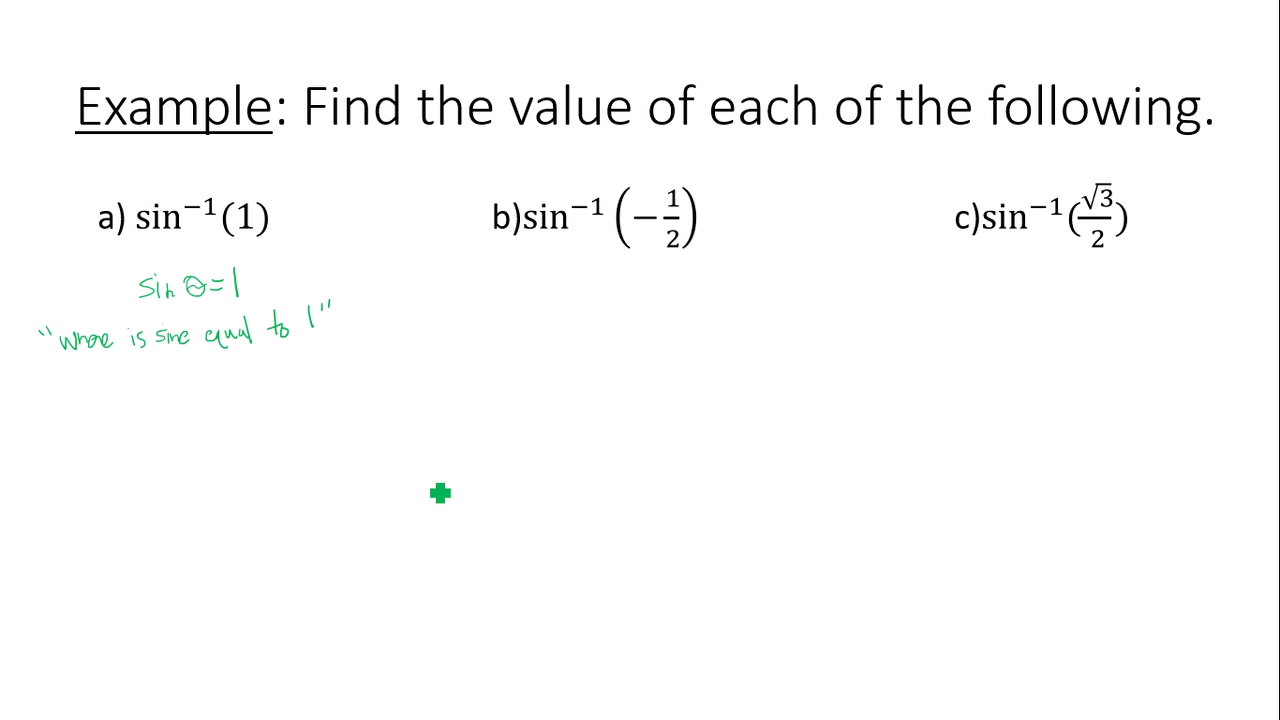 Example: Find the value of each of the following.
a) sin⁻¹(1) b)sin⁻¹(−1/2) c)sin⁻¹(√3/2)
sin θ=1
"where is sine equal to 1"